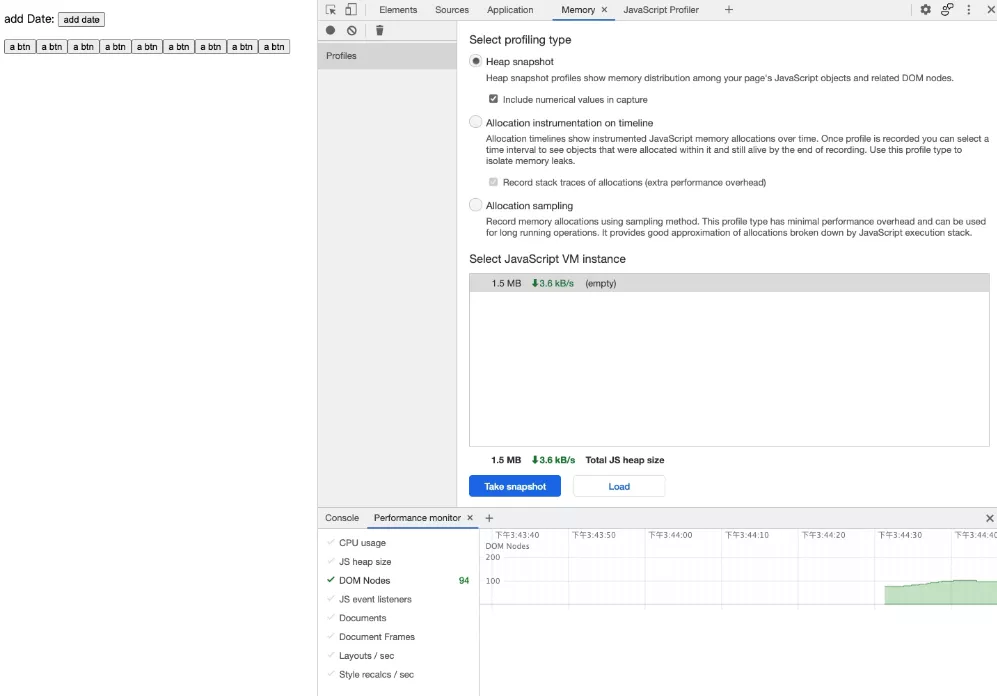 add Date: add date
a btn a btn a btn a btn a btn a btn a btn a btn a btn
Elements Sources Application Memory × JavaScript Profiler +
Profiles
Select profiling type
Heap snapshot
Heap snapshot profiles show memory distribution among your page's JavaScript objects and related DOM nodes.
Include numerical values in capture
Allocation instrumentation on timeline
Allocation timelines show instrumented JavaScript memory allocations over time. Once profile is recorded you can select a
time interval to see objects that were allocated within it and still alive by the end of recording. Use this profile type to
isolate memory leaks.
Record stack traces of allocations (extra performance overhead)
Allocation sampling
Record memory allocations using sampling method. This profile type has minimal performance overhead and can be used
for long running operations. It provides good approximation of allocations broken down by JavaScript execution stack.
Select JavaScript VM instance
1.5 MB 3.6 kB/s (empty)
1.5 MB 3.6 kB/s Total JS heap size
Take snapshot Load
Console Performance monitor × +
CPU usage
JS heap size
DOM Nodes 94
JS event listeners
Documents
Document Frames
Layouts / sec
Style recalcs / sec
下午3:43:40 下午3:43:50 下午3:44:00 下午3:44:10 下午3:44:20 下午3:44:30 下午3:44:40
DOM Nodes
200
100